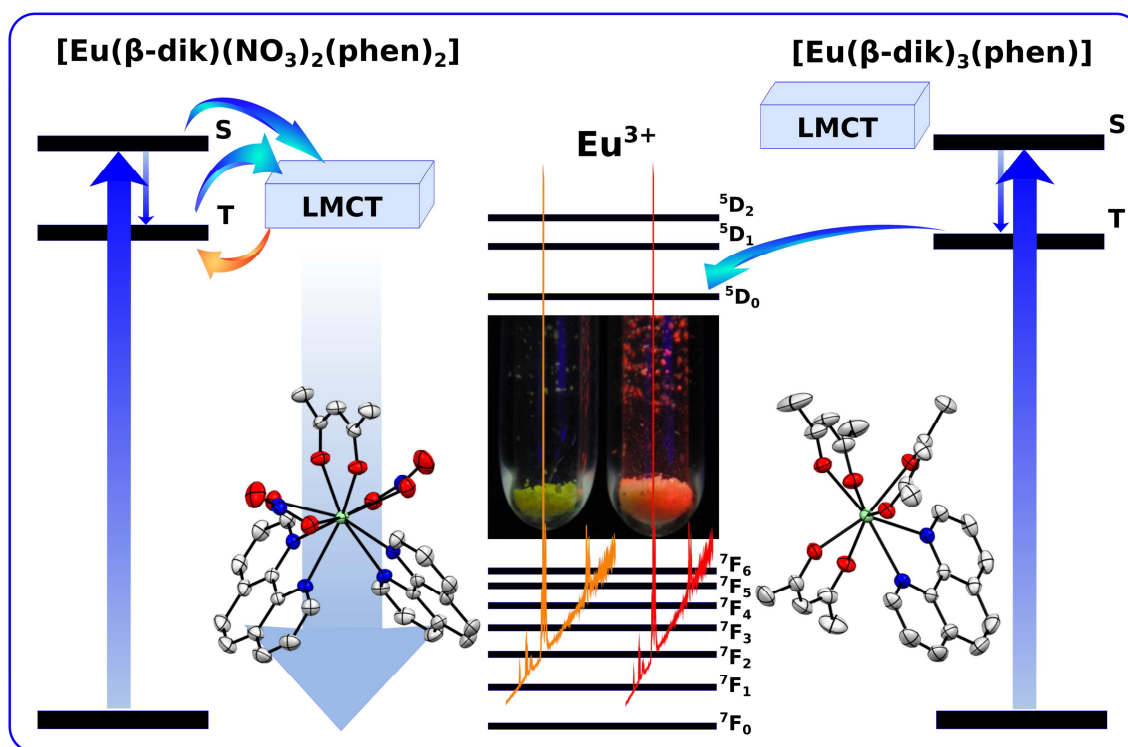 [Eu(β-dik)(NO₃)₂(phen)₂]
[Eu(β-dik)₃(phen)]
S
T
LMCT
Eu³⁺
LMCT
S
T
⁵D₂
⁵D₁
⁵D₀
⁷F₆
⁷F₅
⁷F₄
⁷F₃
⁷F₂
⁷F₁
⁷F₀